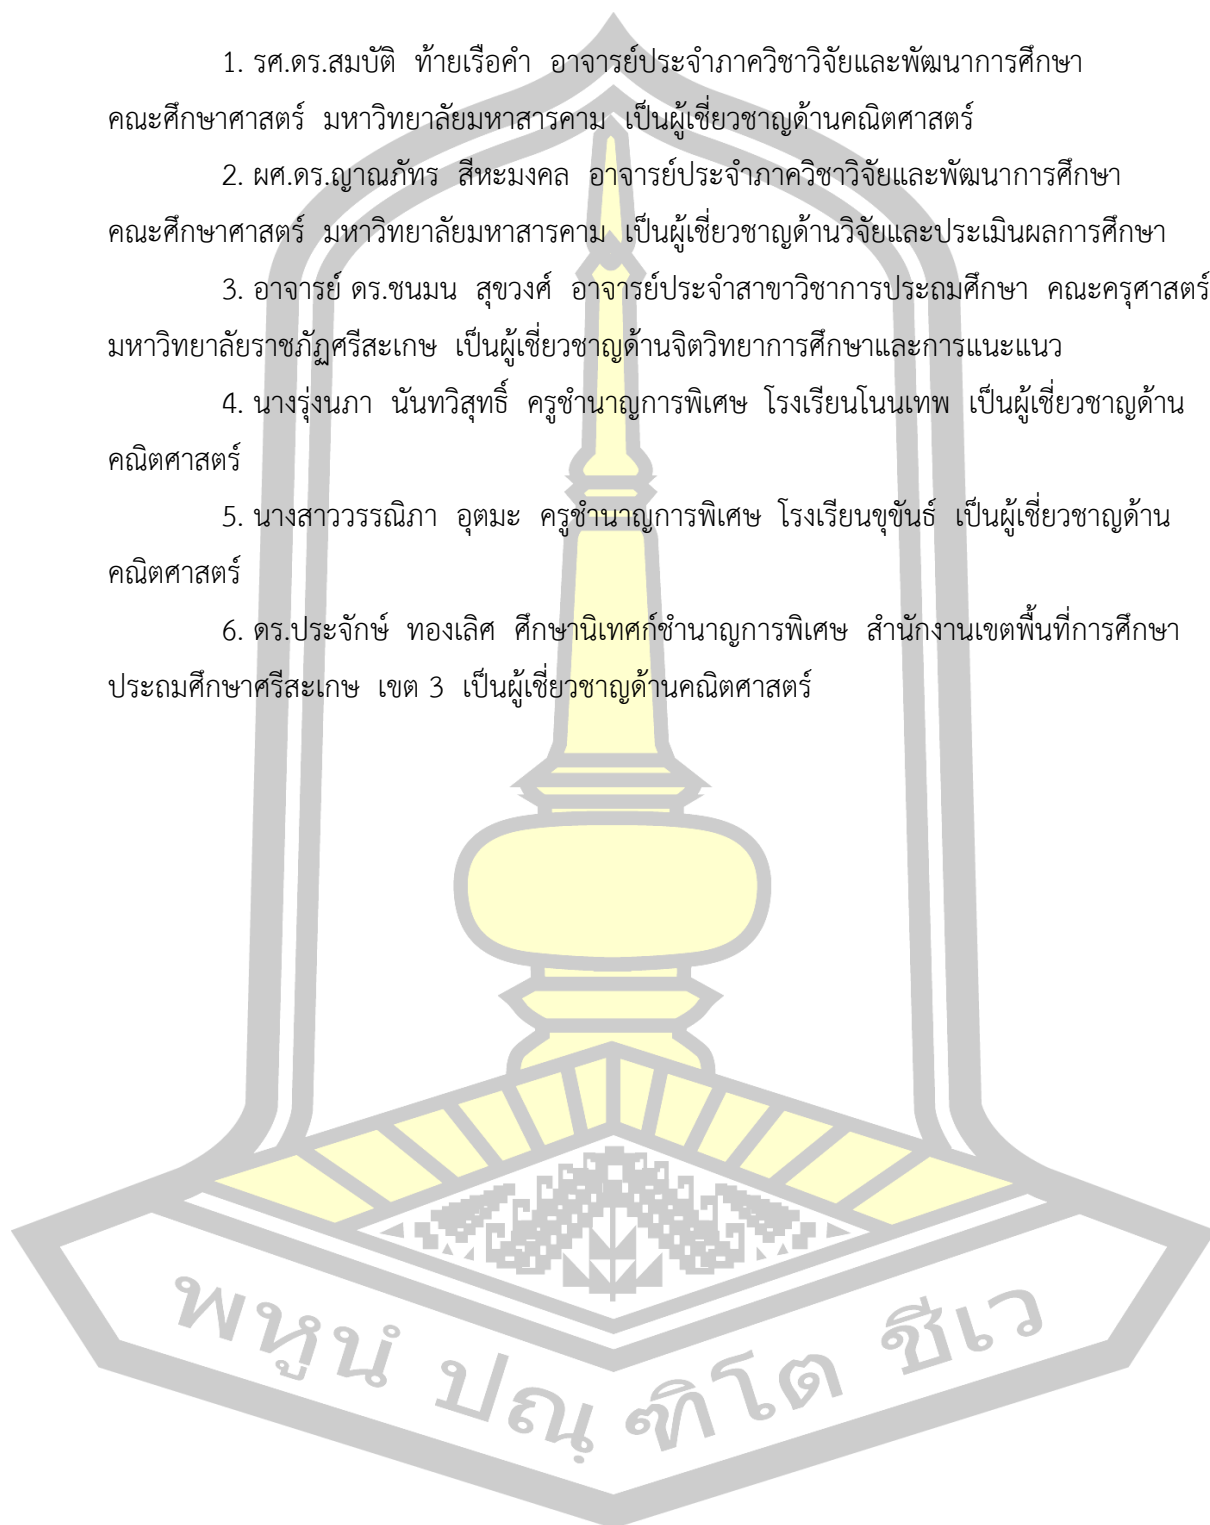 1. รศ.ดร.สมบัติ ท้ายเรือคำ อาจารย์ประจำภาควิชาวิจัยและพัฒนาการศึกษา
คณะศึกษาศาสตร์ มหาวิทยาลัยมหาสารคาม เป็นผู้เชี่ยวชาญด้านคณิตศาสตร์
2. ผศ.ดร.ญาณภัทร สีหะมงคล อาจารย์ประจำภาควิชาวิจัยและพัฒนาการศึกษา
คณะศึกษาศาสตร์ มหาวิทยาลัยมหาสารคาม เป็นผู้เชี่ยวชาญด้านวิจัยและประเมินผลการศึกษา
3. อาจารย์ ดร.ชนมน สุขวงศ์ อาจารย์ประจำสาขาวิชาการประถมศึกษา คณะครุศาสตร์
มหาวิทยาลัยราชภัฏศรีสะเกษ เป็นผู้เชี่ยวชาญด้านจิตวิทยาการศึกษาและการแนะแนว
4. นางรุ่งนภา นันทวิสุทธิ์ ครูชำนาญการพิเศษ โรงเรียนโนนเทพ เป็นผู้เชี่ยวชาญด้าน
คณิตศาสตร์
5. นางสาววรรณิภา อุตมะ ครูชำนาญการพิเศษ โรงเรียนขุขันธ์ เป็นผู้เชี่ยวชาญด้าน
คณิตศาสตร์
6. ดร.ประจักษ์ ทองเลิศ ศึกษานิเทศก์ชำนาญการพิเศษ สำนักงานเขตพื้นที่การศึกษา
ประถมศึกษาศรีสะเกษ เขต 3 เป็นผู้เชี่ยวชาญด้านคณิตศาสตร์
พหูนํ ปณฺ ฑิโต ชีเว